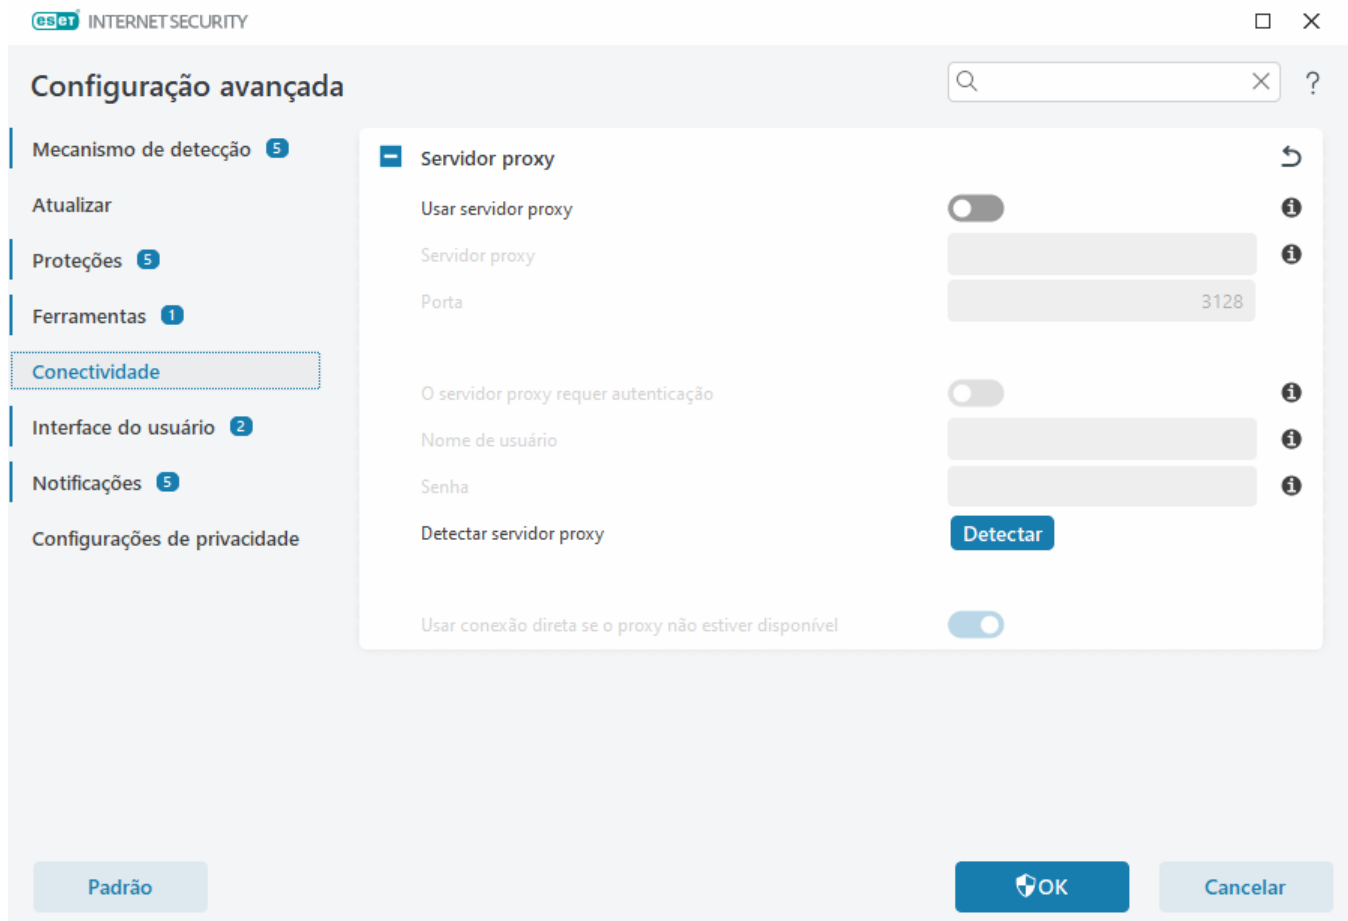 eset INTERNET SECURITY
Configuração avançada
?
Mecanismo de detecção 5
Atualizar
Proteções 5
Ferramentas 1
Conectividade
Interface do usuário 2
Notificações 5
Configurações de privacidade
Servidor proxy
Usar servidor proxy
Servidor proxy
Porta 3128
O servidor proxy requer autenticação
Nome de usuário
Senha
Detectar servidor proxy Detectar
Usar conexão direta se o proxy não estiver disponível
Padrão OK Cancelar